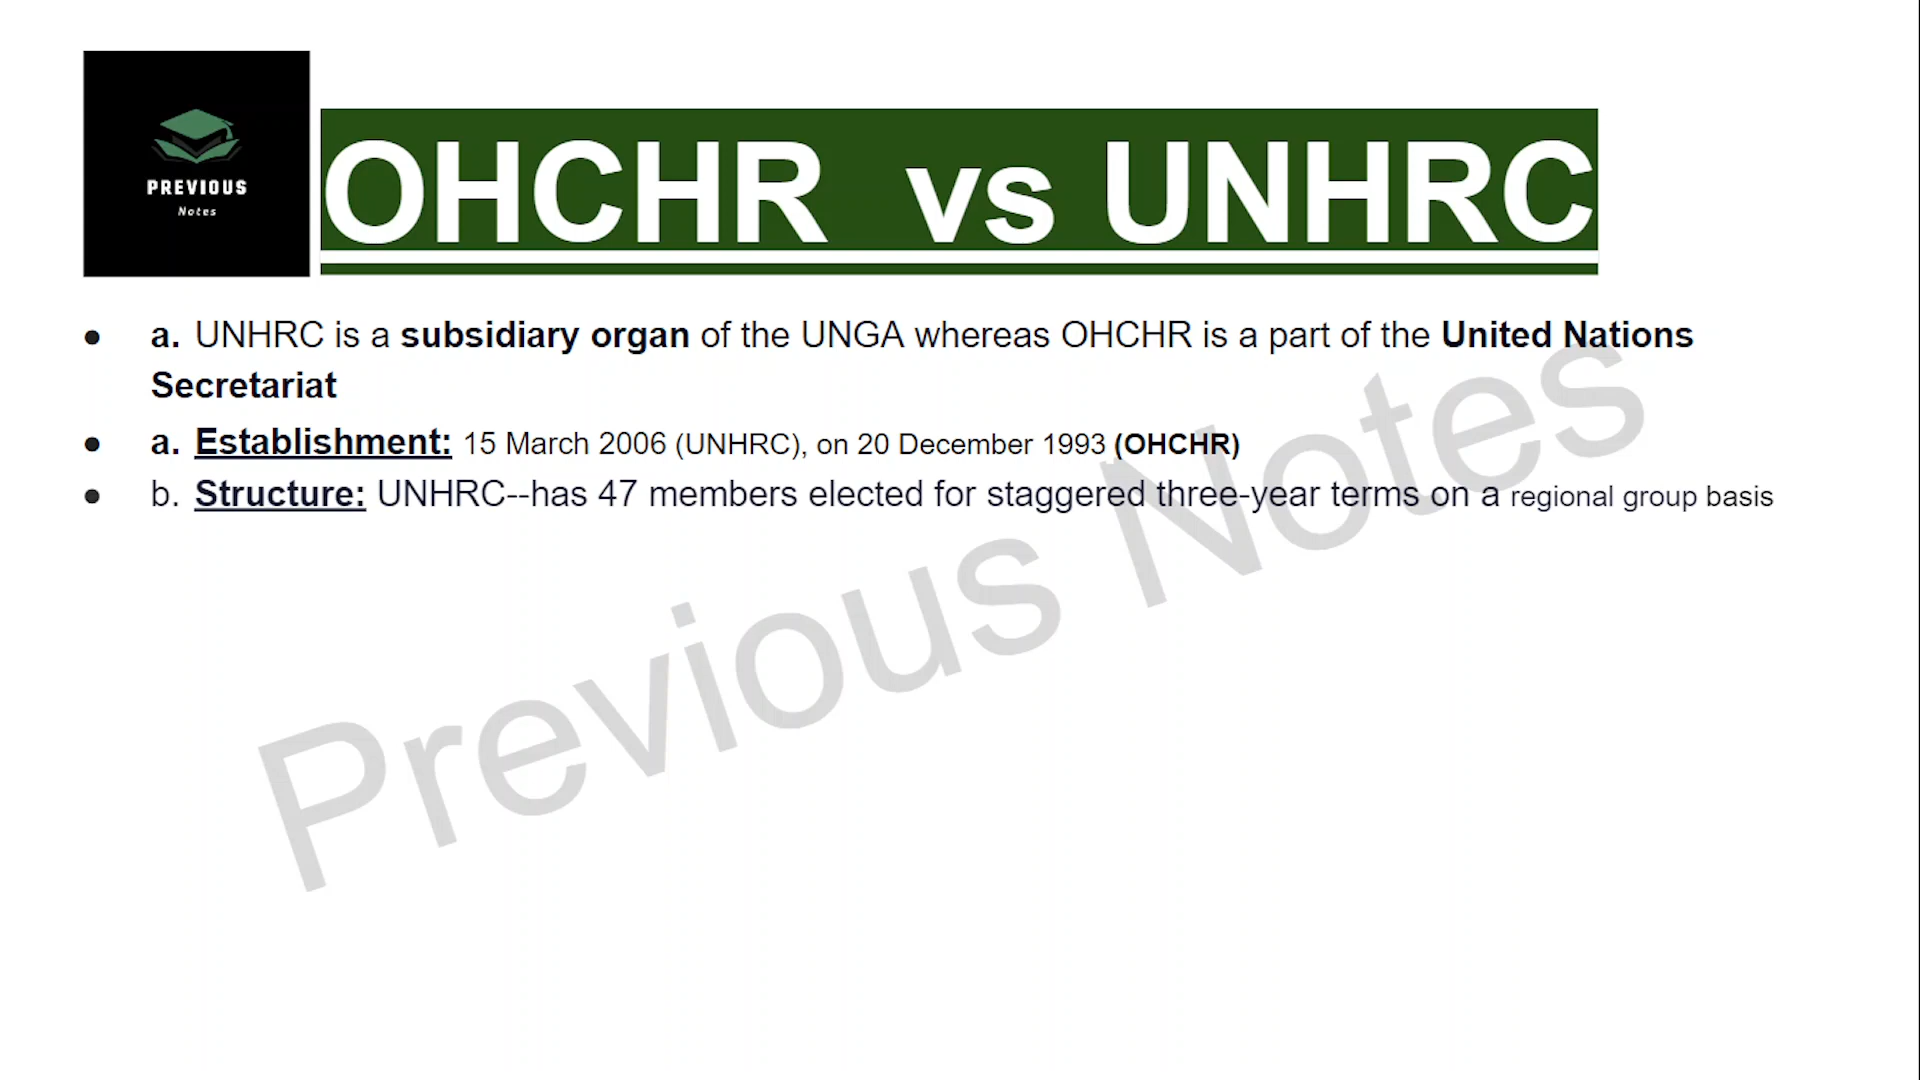 PREVIOUS
Notes
OHCHR vs UNHRC
● a. UNHRC is a subsidiary organ of the UNGA whereas OHCHR is a part of the United Nations
Secretariat
● a. Establishment: 15 March 2006 (UNHRC), on 20 December 1993 (OHCHR)
● b. Structure: UNHRC--has 47 members elected for staggered three-year terms on a regional group basis
Previous Notes